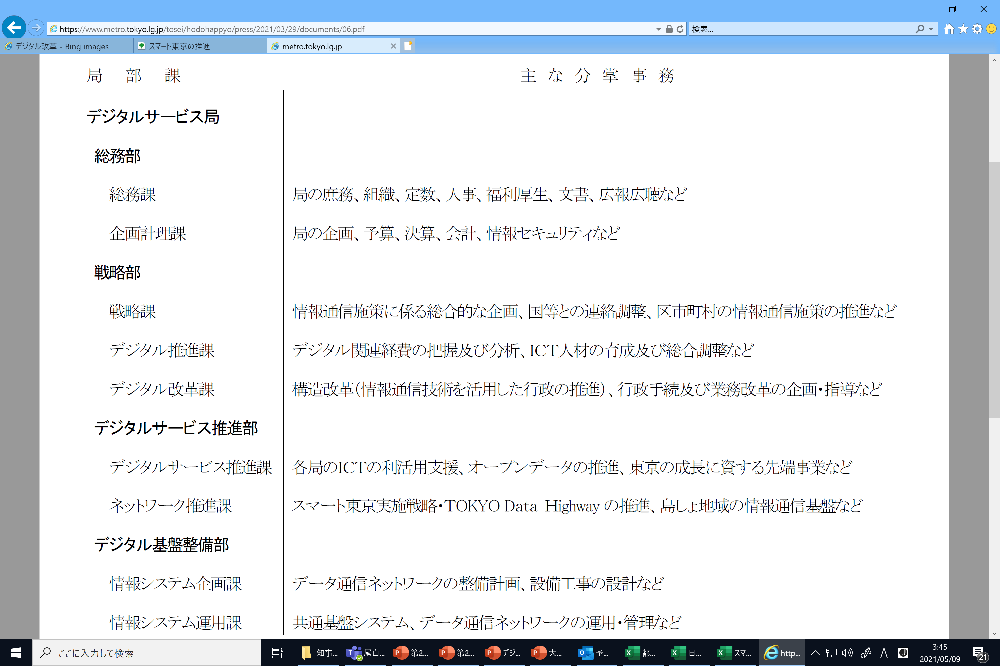 https://www.metro.tokyo.lg.jp/tosei/hodohappyo/press/2021/03/29/documents/06.pdf
検索...
デジタル改革 - Bing images
スマート東京の推進
metro.tokyo.lg.jp
局 部 課 主な分掌事務
デジタルサービス局
総務部
総務課 局の庶務、組織、定数、人事、福利厚生、文書、広報広聴など
企画計理課 局の企画、予算、決算、会計、情報セキュリティなど
戦略部
戦略課 情報通信施策に係る総合的な企画、国等との連絡調整、区市町村の情報通信施策の推進など
デジタル推進課 デジタル関連経費の把握及び分析、ICT人材の育成及び総合調整など
デジタル改革課 構造改革（情報通信技術を活用した行政の推進）、行政手続及び業務改革の企画・指導など
デジタルサービス推進部
デジタルサービス推進課 各局のICTの利活用支援、オープンデータの推進、東京の成長に資する先端事業など
ネットワーク推進課 スマート東京実施戦略・TOKYO Data Highway の推進、島しょ地域の情報通信基盤など
デジタル基盤整備部
情報システム企画課 データ通信ネットワークの整備計画、設備工事の設計など
情報システム運用課 共通基盤システム、データ通信ネットワークの運用・管理など
ここに入力して検索
知事...
尾白...
第2...
第2...
デジ...
大...
予...
都...
日...
スマ...
http...
A
3:45
2021/05/09
21